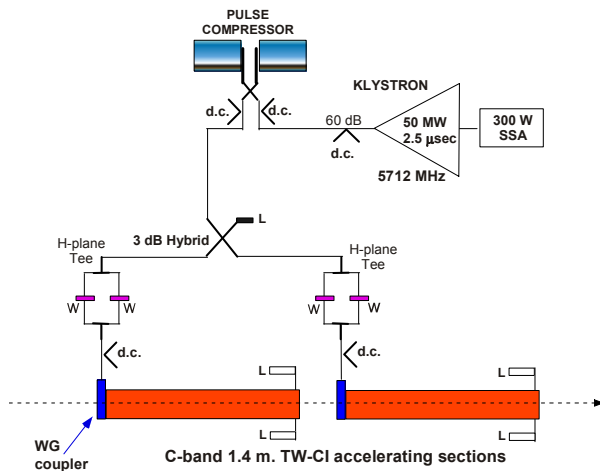 PULSE
COMPRESSOR
KLYSTRON
d.c.
d.c.
60 dB
d.c.
50 MW
2.5 μsec
300 W
SSA
5712 MHz
L
3 dB Hybrid
H-plane
Tee
H-plane
Tee
W
W
W
W
d.c.
d.c.
L
L
L
L
WG
coupler
C-band 1.4 m. TW-CI accelerating sections